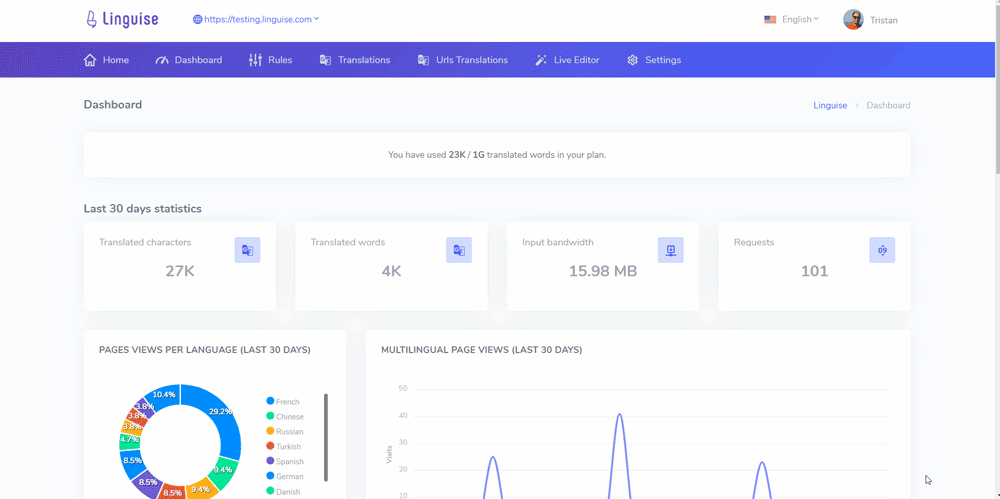 Linguise
https://testing.linguise.com
English
Tristan
Home
Dashboard
Rules
Translations
Urls Translations
Live Editor
Settings
Dashboard
Linguise
Dashboard
You have used 23K / 1G translated words in your plan.
Last 30 days statistics
Translated characters
27K
Translated words
4K
Input bandwidth
15.98 MB
Requests
09
101
PAGES VIEWS PER LANGUAGE (LAST 30 DAYS)
10.4%
29.2%
3.8%
3.8%
3.8%
4.7%
8.5%
8.5%
8.5%
9.4%
9.4%
French
Chinese
Russian
Turkish
Spanish
German
Danish
MULTILINGUAL PAGE VIEWS (LAST 30 DAYS)
50
40
30
20
10
Visits